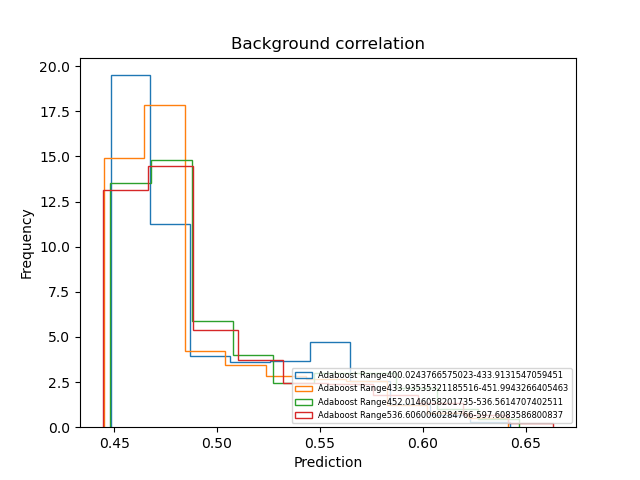 Background correlation
20.0
17.5
15.0
12.5
10.0
7.5
5.0
2.5
0.0
Frequency
Adaboost Range400.0243766575023-433.9131547059451
Adaboost Range433.93535321185516-451.9943266405463
Adaboost Range452.0146058201735-536.5614707402511
Adaboost Range536.6060060284766-597.6083586800837
0.45 0.50 0.55 0.60 0.65
Prediction